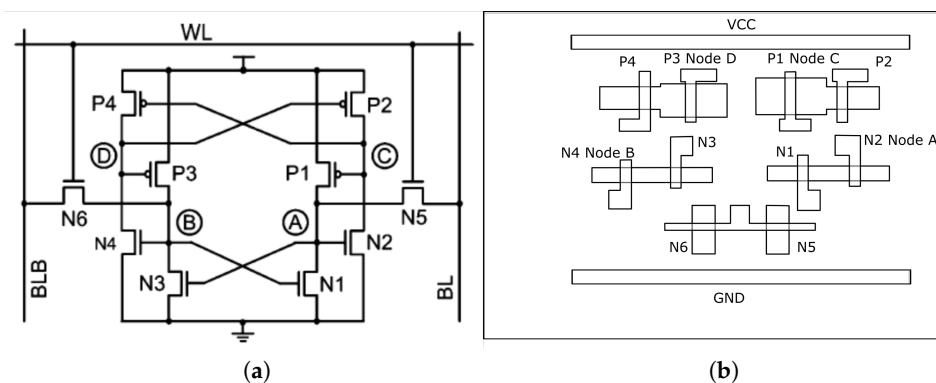 WL
P4
P2
D
C
P3
P1
N6
N5
B
A
N4
N2
N3
N1
BLB
BL
(a)
VCC
P4
P3 Node D
P1 Node C
P2
N3
N2 Node A
N4 Node B
N1
N6
N5
GND
(b)